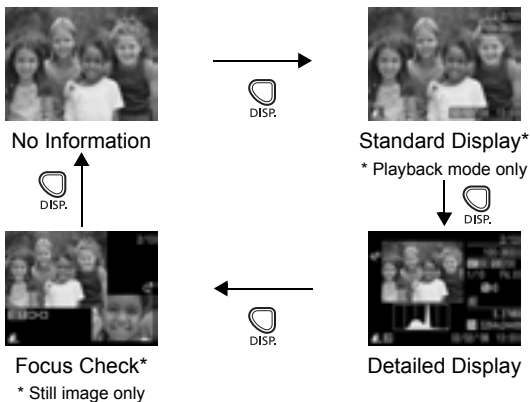 DISP.
No Information
Standard Display*
* Playback mode only
DISP.
DISP.
DISP.
Focus Check*
* Still image only
Detailed Display